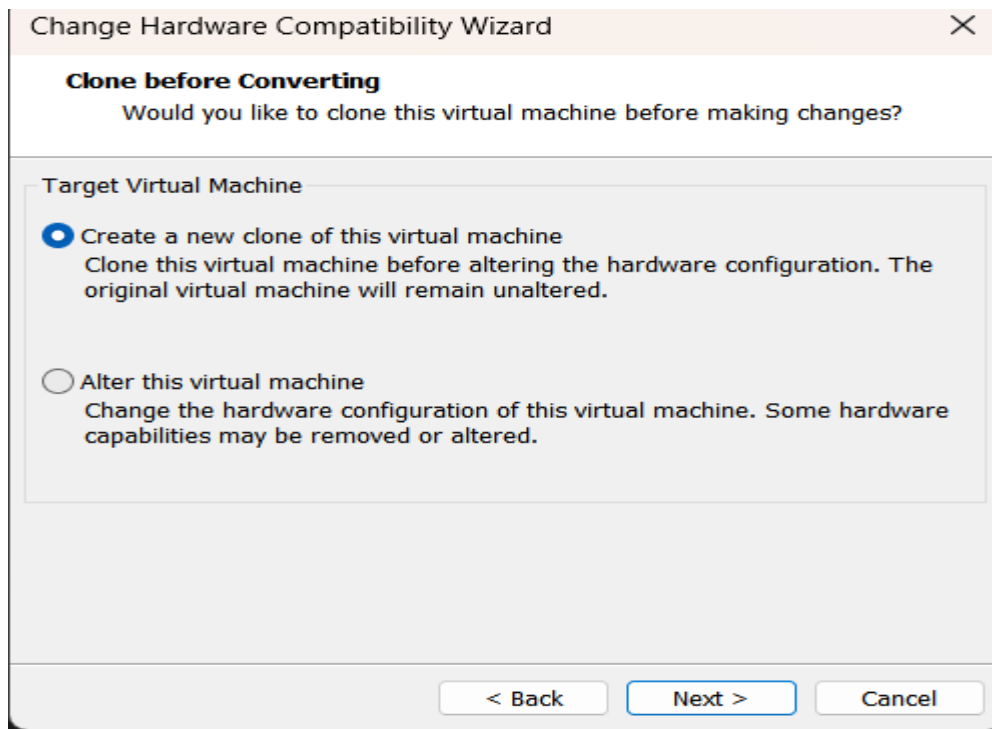 Change Hardware Compatibility Wizard
Clone before Converting
Would you like to clone this virtual machine before making changes?
Target Virtual Machine
Create a new clone of this virtual machine
Clone this virtual machine before altering the hardware configuration. The
original virtual machine will remain unaltered.
Alter this virtual machine
Change the hardware configuration of this virtual machine. Some hardware
capabilities may be removed or altered.
< Back Next > Cancel